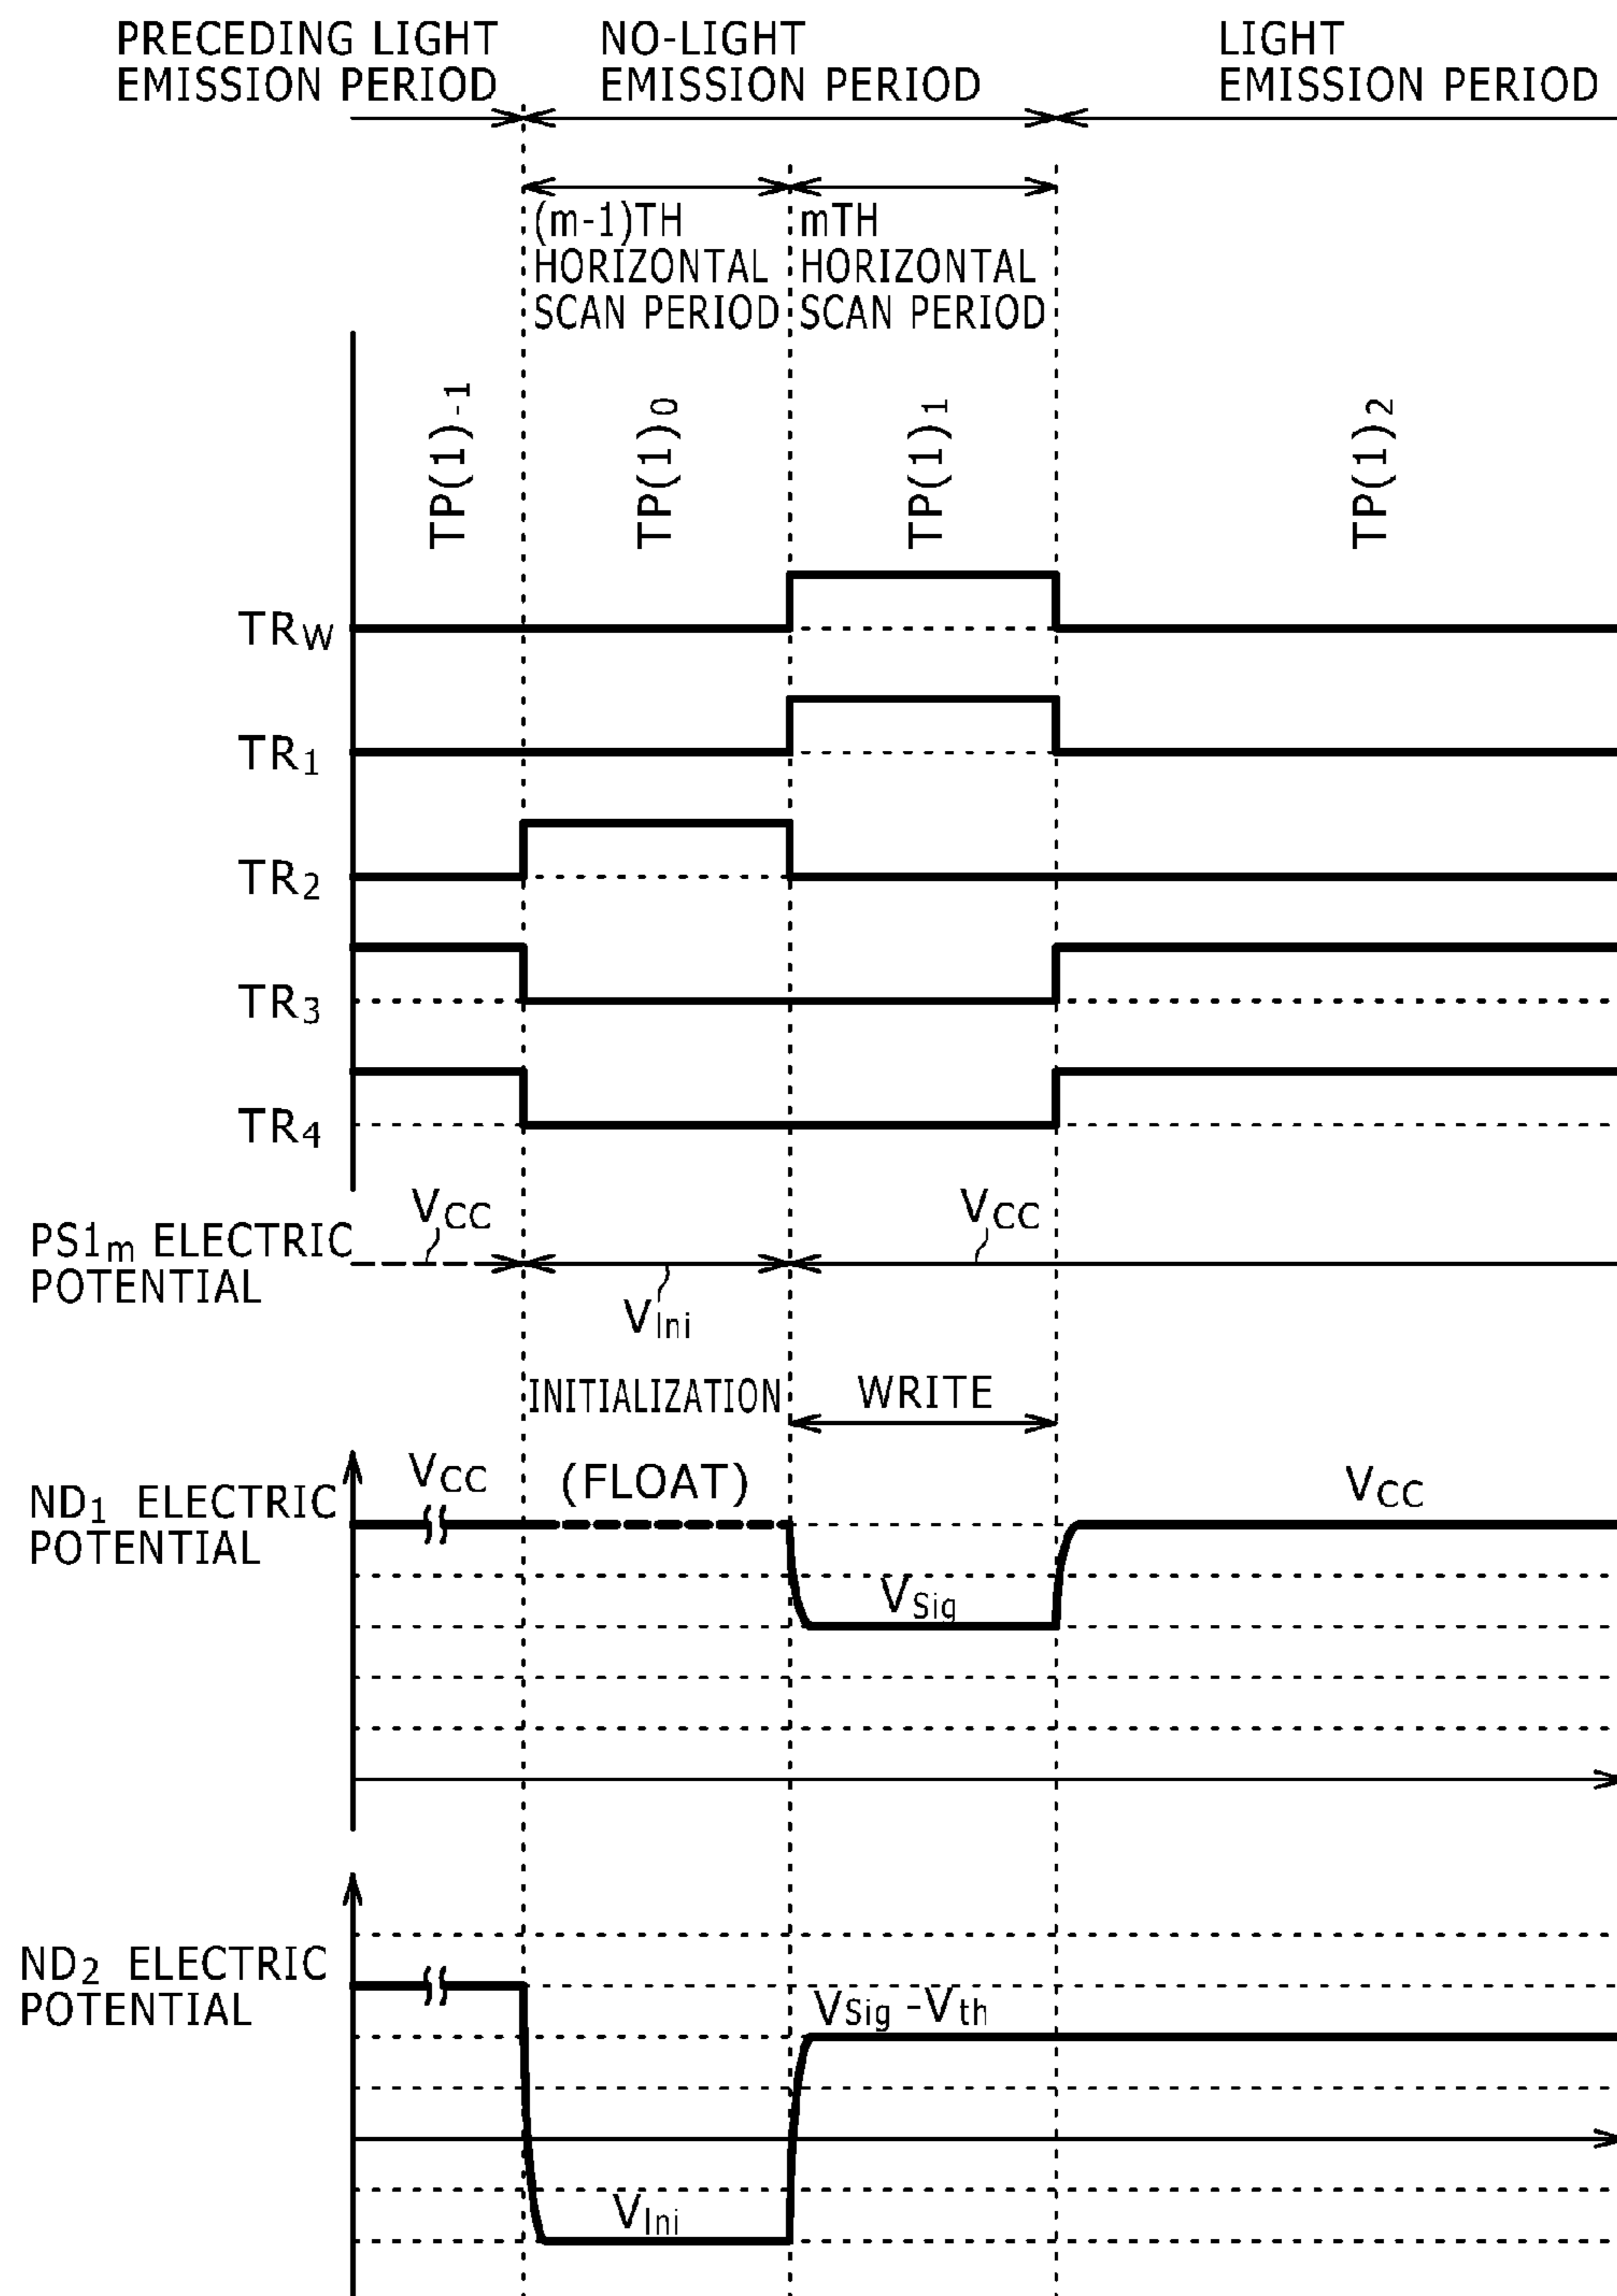 PRECEDING LIGHT
EMISSION PERIOD
NO-LIGHT
EMISSION PERIOD
LIGHT
EMISSION PERIOD
(m-1)TH
HORIZONTAL
SCAN PERIOD
mTH
HORIZONTAL
SCAN PERIOD
TP(1)-1
TP(1)0
TP(1)1
TP(1)2
TRW
TR1
TR2
TR3
TR4
PS1m ELECTRIC
POTENTIAL
VCC
VIni
VCC
INITIALIZATION
WRITE
ND1 ELECTRIC
POTENTIAL
VCC
(FLOAT)
VSig
VCC
ND2 ELECTRIC
POTENTIAL
VSig -Vth
VIni